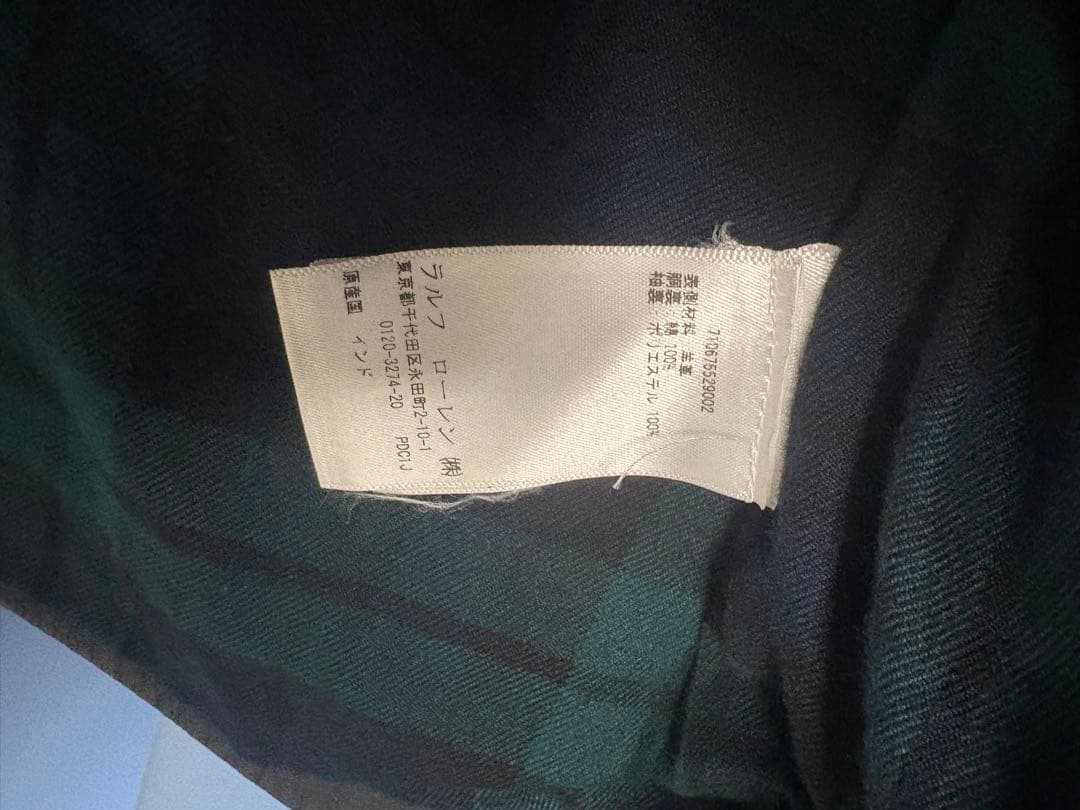 710675529002
表側材料 羊革
胴裏 綿 100%
袖裏 ポリエステル 100%
ラルフ ローレン ㈱
東京都千代田区永田町2-10-1
0120-3274-20 PDC1J
原産国 インド